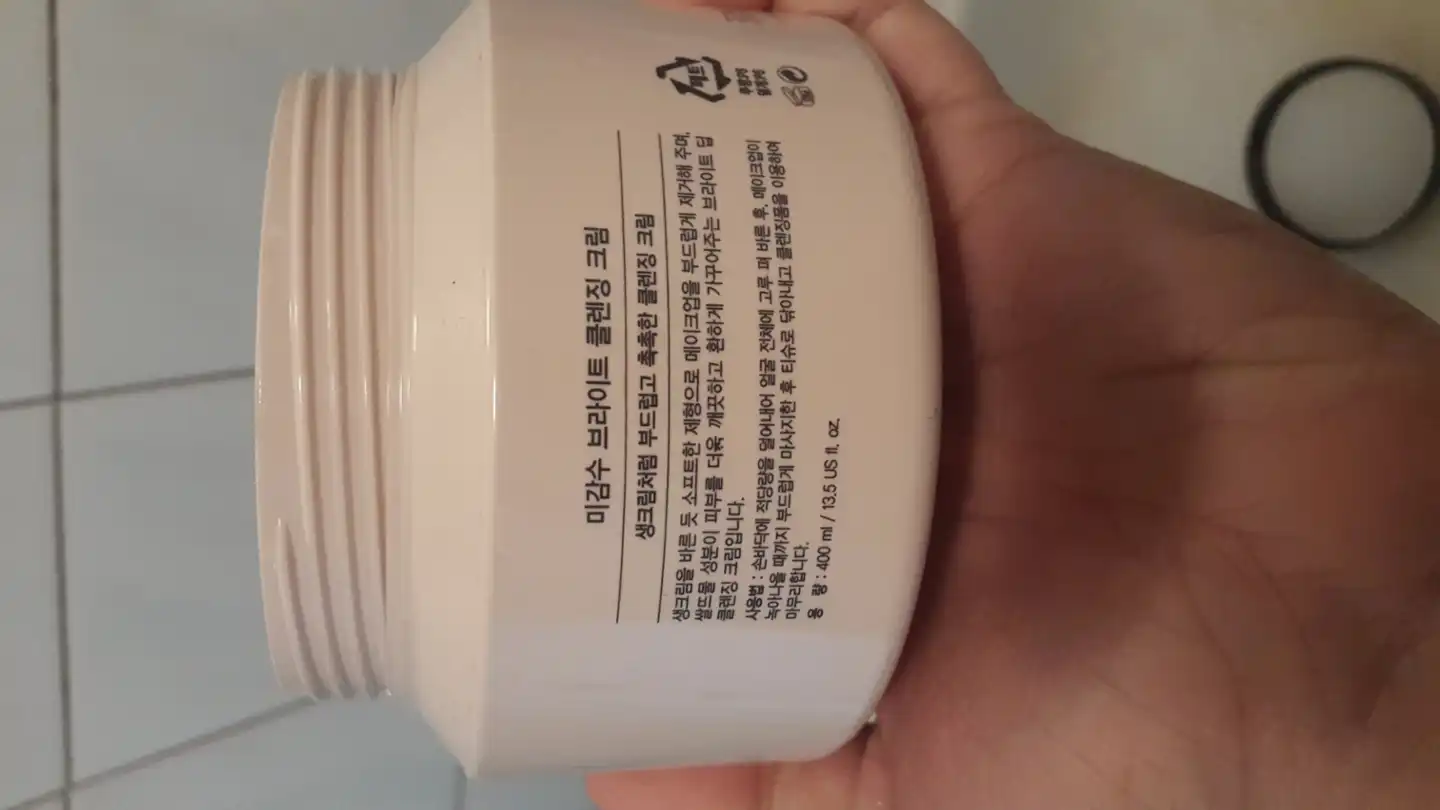 미감수 브라이트 클렌징 크림
생크림처럼 부드럽고 촉촉한 클렌징 크림
생크림을 바른 듯 소프트한 제형으로 메이크업을 부드럽게 제거해 주며,
쌀뜨물 성분이 피부를 더욱 깨끗하고 환하게 가꾸어주는 브라이트 딥
클렌징 크림입니다.
사용법 : 손바닥에 적당량을 덜어내어 얼굴 전체에 고루 펴 바른 후, 메이크업이
녹아나올 때까지 부드럽게 마사지한 후 티슈로 닦아내고 클렌징폼을 이용하여
마무리합니다.
용 량 : 400 ml / 13.5 US fl. oz.
페트